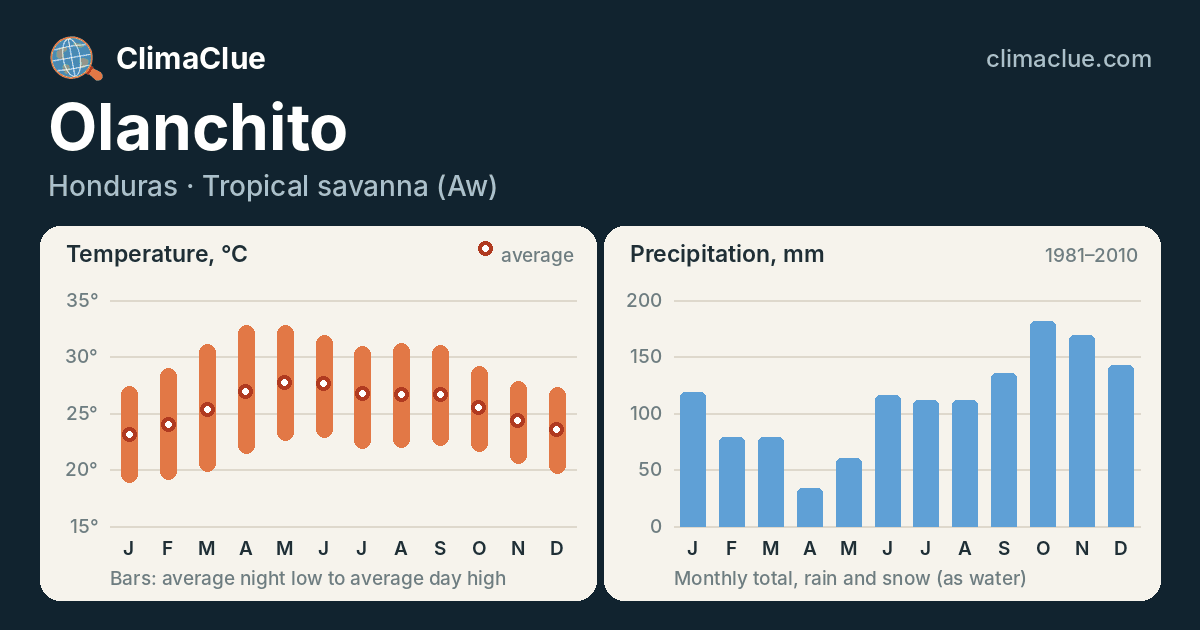 ClimaClue
climaclue.com
Olanchito
Honduras · Tropical savanna (Aw)
Temperature, °C
average
35°
30°
25°
20°
15°
J F M A M J J A S O N D
Bars: average night low to average day high
Precipitation, mm
1981–2010
200
150
100
50
0
J F M A M J J A S O N D
Monthly total, rain and snow (as water)